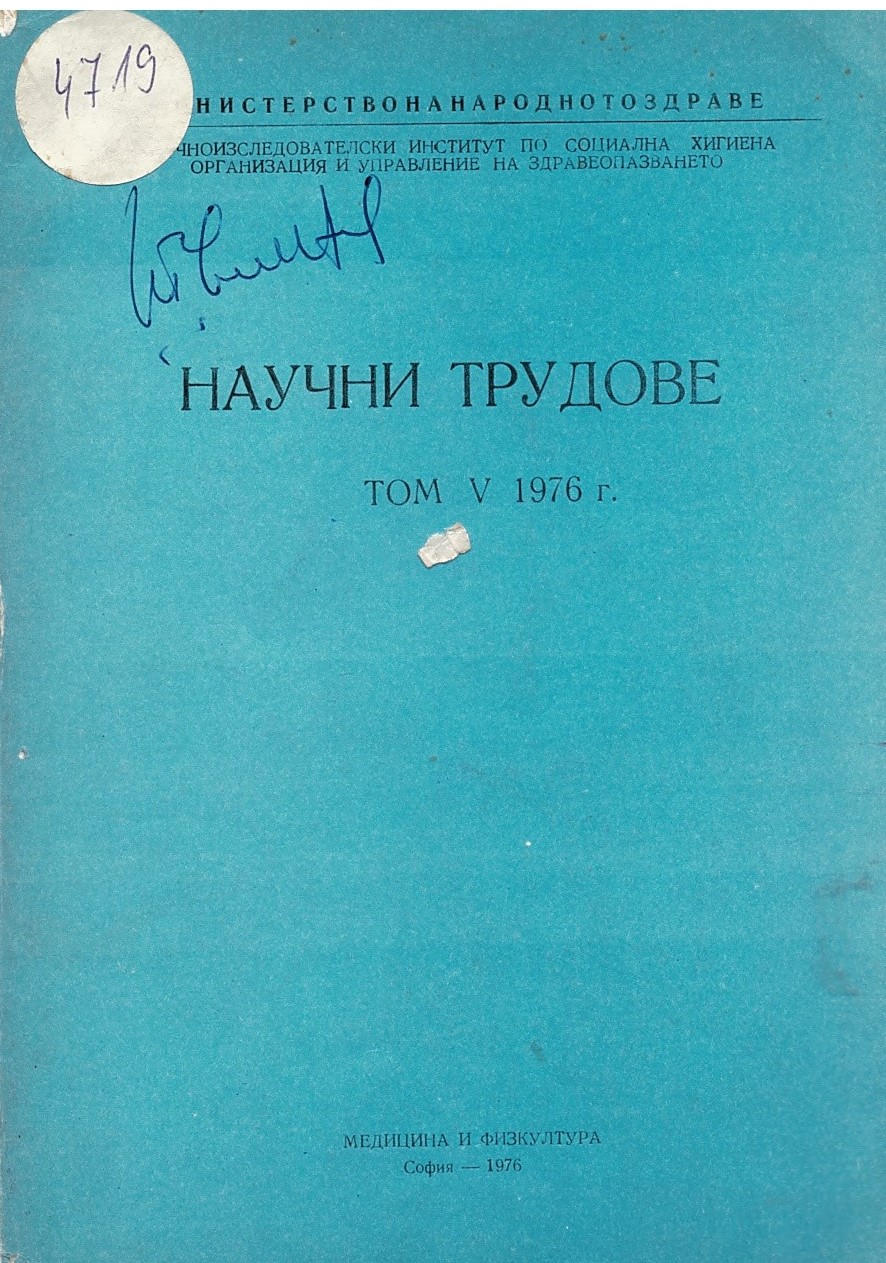 4719
НИСТЕРСТВО НА НАРОДНОТО ЗДРАВЕ
ЧНОИЗСЛЕДОВАТЕЛСКИ ИНСТИТУТ ПО СОЦИАЛНА ХИГИЕНА
ОРГАНИЗАЦИЯ И УПРАВЛЕНИЕ НА ЗДРАВЕОПАЗВАНЕТО
НАУЧНИ ТРУДОВЕ
ТОМ V 1976 г.
МЕДИЦИНА И ФИЗКУЛТУРА
София — 1976